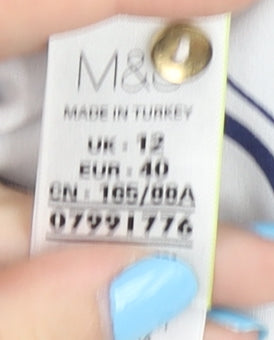 M&S
MADE IN TURKEY
UK : 12
EUR : 40
CN : 165/88A
07991776